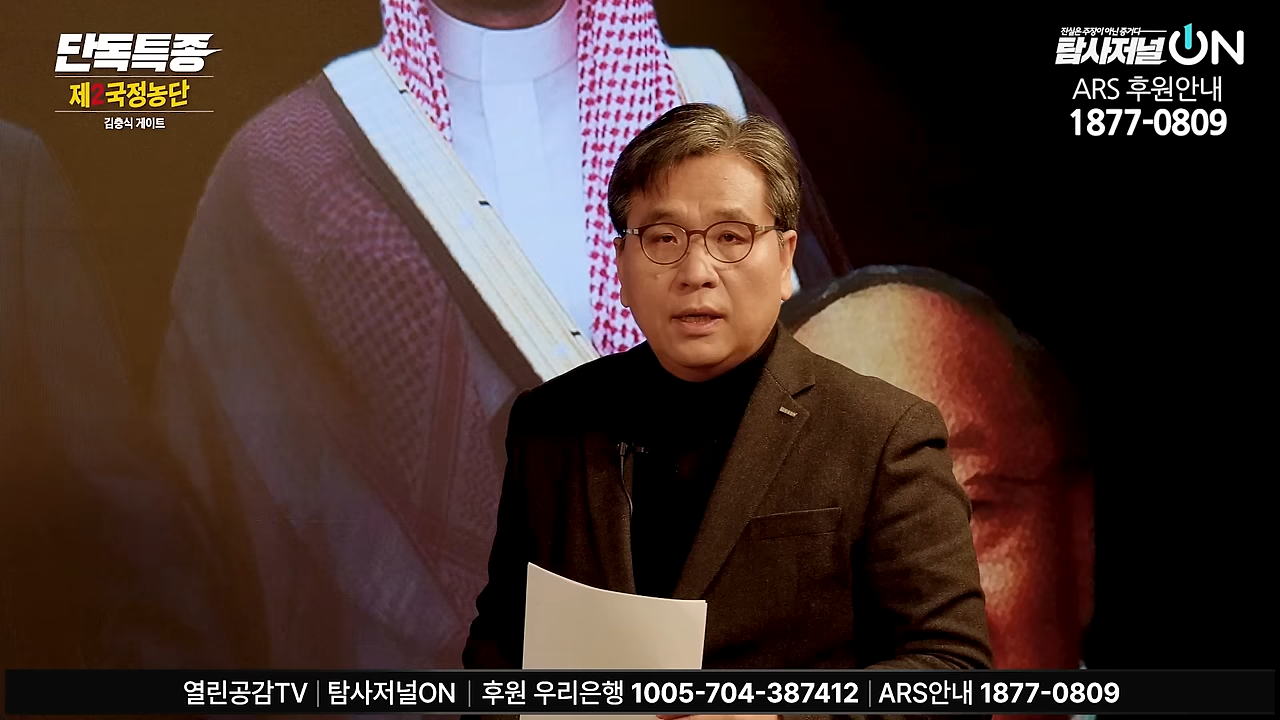 단독특종
제2국정농단
김충식 게이트
진실은 주장이 아닌 증거다
탐사저널ON
ARS 후원안내
1877-0809
열린공감TV | 탐사저널ON | 후원 우리은행 1005-704-387412 | ARS안내 1877-0809